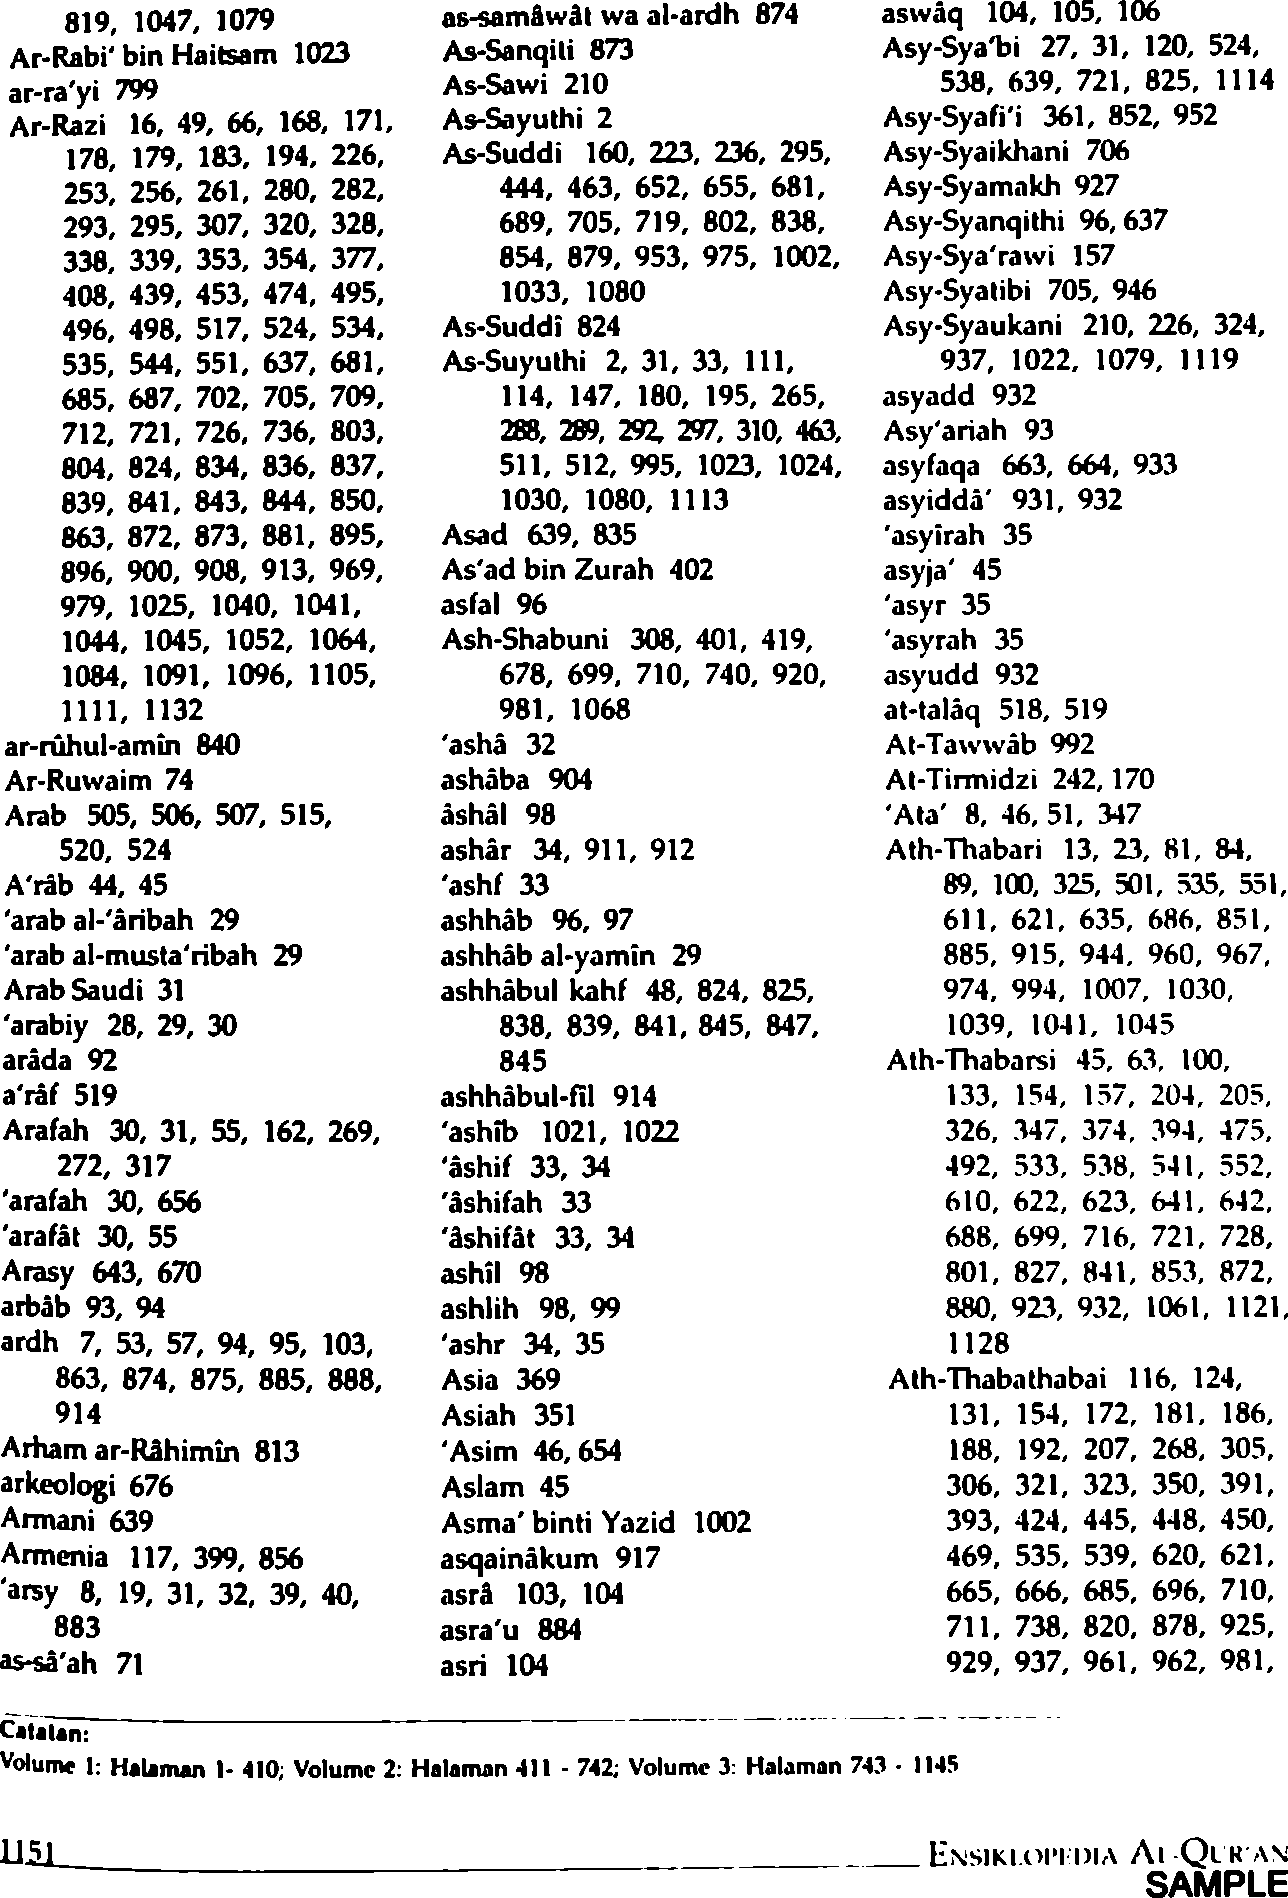 819, 1047, 1079
Ar-Rabi' bin Haitsam 1023
ar-ra'yi 799
Ar-Razi 16, 49, 66, 168, 171,
178, 179, 183, 194, 226,
253, 256, 261, 280, 282,
293, 295, 307, 320, 328,
338, 339, 353, 354, 377,
408, 439, 453, 474, 495,
496, 498, 517, 524, 534,
535, 544, 551, 637, 681,
685, 687, 702, 705, 709,
712, 721, 726, 736, 803,
804, 824, 834, 836, 837,
839, 841, 843, 844, 850,
863, 872, 873, 881, 895,
896, 900, 908, 913, 969,
979, 1025, 1040, 1041,
1044, 1045, 1052, 1064,
1084, 1091, 1096, 1105,
1111, 1132
ar-rûhul-amîn 840
Ar-Ruwaim 74
Arab 505, 506, 507, 515,
520, 524
A'râb 44, 45
'arab al-'âribah 29
'arab al-musta'ribah 29
Arab Saudi 31
'arabiy 28, 29, 30
arâda 92
a'râf 519
Arafah 30, 31, 55, 162, 269,
272, 317
'arafah 30, 656
'arafât 30, 55
Arasy 643, 670
arbâb 93, 94
ardh 7, 53, 57, 94, 95, 103,
863, 874, 875, 885, 888,
914
Arham ar-Râhimîn 813
arkeologi 676
Armani 639
Armenia 117, 399, 856
'arsy 8, 19, 31, 32, 39, 40,
883
as-sâ'ah 71
as-samâwât wa al-ardh 874
As-Sanqiti 873
As-Sawi 210
As-Sayuthi 2
As-Suddi 160, 223, 236, 295,
444, 463, 652, 655, 681,
689, 705, 719, 802, 838,
854, 879, 953, 975, 1002,
1033, 1080
As-Suddî 824
As-Suyuthi 2, 31, 33, 111,
114, 147, 180, 195, 265,
288, 289, 292, 297, 310, 463,
511, 512, 995, 1023, 1024,
1030, 1080, 1113
Asad 639, 835
As'ad bin Zurah 402
asfal 96
Ash-Shabuni 308, 401, 419,
678, 699, 710, 740, 920,
981, 1068
'ashâ 32
ashâba 904
âshâl 98
ashâr 34, 911, 912
'ashf 33
ashhâb 96, 97
ashhâb al-yamîn 29
ashhâbul kahf 48, 824, 825,
838, 839, 841, 845, 847,
845
ashhâbul-fîl 914
'ashîb 1021, 1022
'âshif 33, 34
'âshifah 33
'âshifât 33, 34
ashîl 98
ashlih 98, 99
'ashr 34, 35
Asia 369
Asiah 351
'Asim 46, 654
Aslam 45
Asma' binti Yazid 1002
asqainâkum 917
asrâ 103, 104
asra'u 884
asri 104
aswâq 104, 105, 106
Asy-Sya'bi 27, 31, 120, 524,
538, 639, 721, 825, 1114
Asy-Syafi'i 361, 852, 952
Asy-Syaikhani 706
Asy-Syamakh 927
Asy-Syanqithi 96, 637
Asy-Sya'rawi 157
Asy-Syatibi 705, 946
Asy-Syaukani 210, 226, 324,
937, 1022, 1079, 1119
asyadd 932
Asy'ariah 93
asyfaqa 663, 664, 933
asyiddâ' 931, 932
'asyîrah 35
asyja' 45
'asyr 35
'asyrah 35
asyudd 932
at-talâq 518, 519
At-Tawwâb 992
At-Tirmidzi 242, 170
'Ata' 8, 46, 51, 347
Ath-Thabari 13, 23, 81, 84,
89, 100, 325, 501, 535, 551,
611, 621, 635, 686, 851,
885, 915, 944, 960, 967,
974, 994, 1007, 1030,
1039, 1041, 1045
Ath-Thabarsi 45, 63, 100,
133, 154, 157, 204, 205,
326, 347, 374, 394, 475,
492, 533, 538, 541, 552,
610, 622, 623, 641, 642,
688, 699, 716, 721, 728,
801, 827, 841, 853, 872,
880, 923, 932, 1061, 1121,
1128
Ath-Thabathabai 116, 124,
131, 154, 172, 181, 186,
188, 192, 207, 268, 305,
306, 321, 323, 350, 391,
393, 424, 445, 448, 450,
469, 535, 539, 620, 621,
665, 666, 685, 696, 710,
711, 738, 820, 878, 925,
929, 937, 961, 962, 981,
Catatan:
Volume 1: Halaman 1- 410; Volume 2: Halaman 411 - 742; Volume 3: Halaman 743 - 1145
1151
ENSIKLOPEDIA AL-QUR'AN
SAMPLE